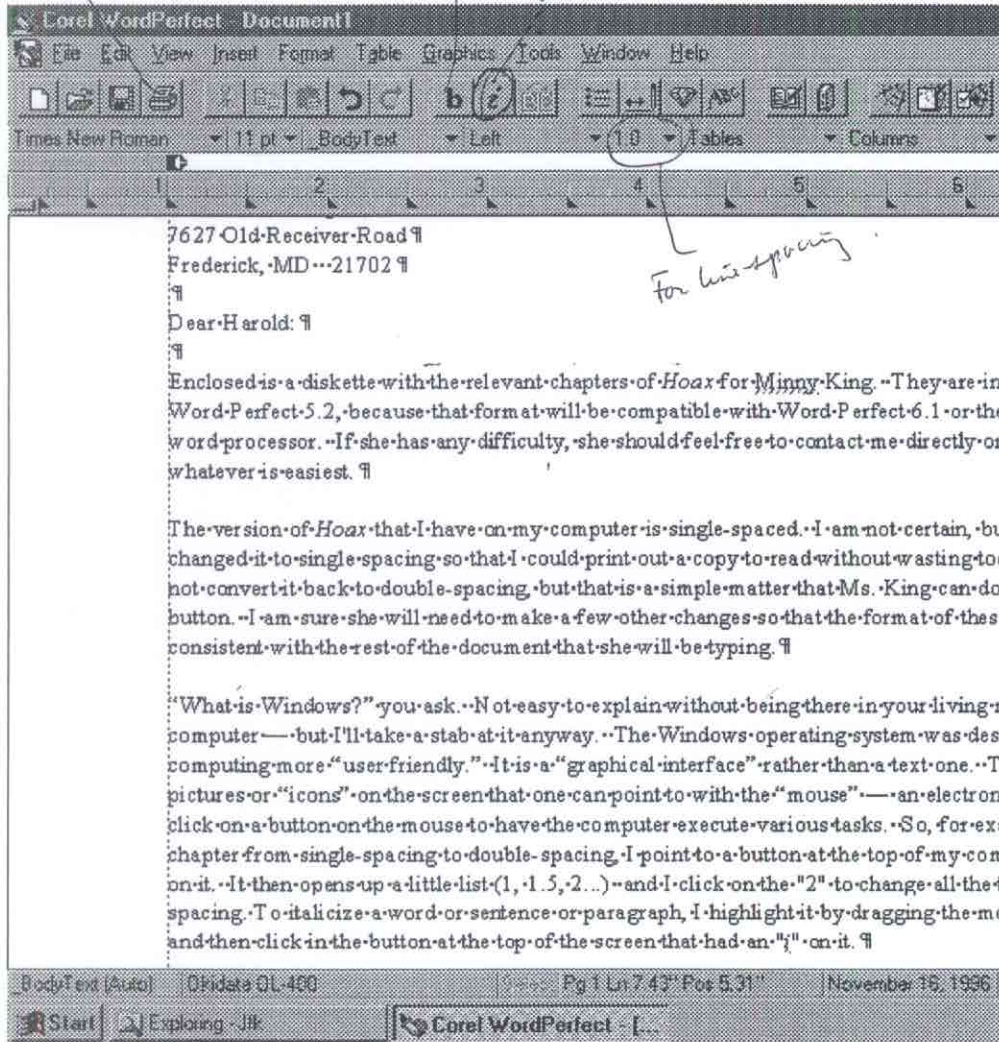 Corel WordPerfect - Document1
File Edit View Insert Format Table Graphics Tools Window Help
b i ABC
Times New Roman 11 pt _BodyText Left 1.0 Tables Columns
1 2 3 4 5 6
7627·Old·Receiver·Road¶
Frederick,·MD···21702¶
For line spacing.
¶
Dear·Harold:¶
¶
Enclosed·is·a·diskette·with·the·relevant·chapters·of·Hoax·for·Minny·King.··They·are·in
Word·Perfect·5.2,·because·that·format·will·be·compatible·with·Word·Perfect·6.1·or·the
word·processor.··If·she·has·any·difficulty,·she·should·feel·free·to·contact·me·directly·or
whatever·is·easiest.¶
The·version·of·Hoax·that·I·have·on·my·computer·is·single-spaced.··I·am·not·certain,·bu
changed·it·to·single·spacing·so·that·I·could·print·out·a·copy·to·read·without·wasting·to
not·convert·it·back·to·double-spacing,·but·that·is·a·simple·matter·that·Ms.·King·can·do
button.··I·am·sure·she·will·need·to·make·a·few·other·changes·so·that·the·format·of·thes
consistent·with·the·rest·of·the·document·that·she·will·be·typing.¶
“What·is·Windows?”·you·ask.··Not·easy·to·explain·without·being·there·in·your·living·r
computer·—·but·I'll·take·a·stab·at·it·anyway.··The·Windows·operating·system·was·des
computing·more·“user·friendly.”··It·is·a·“graphical·interface”·rather·than·a·text·one.··T
pictures·or·“icons”·on·the·screen·that·one·can·point·to·with·the·“mouse”·—·an·electron
click·on·a·button·on·the·mouse·to·have·the·computer·execute·various·tasks.··So,·for·ex
chapter·from·single-spacing·to·double-spacing,·I·point·to·a·button·at·the·top·of·my·con
on·it.··It·then·opens·up·a·little·list·(1,·1.5,·2...)··and·I·click·on·the·"2"·to·change·all·the·t
spacing.·To·italicize·a·word·or·sentence·or·paragraph,·I·highlight·it·by·dragging·the·m
and·then·click·in·the·button·at·the·top·of·the·screen·that·had·an·"i"·on·it.¶
_BodyText (Auto) Okidata OL-400 Pg 1 Ln 7.43" Pos 5.31" November 16, 1996
Start Exploring - Jfk Corel WordPerfect - [...